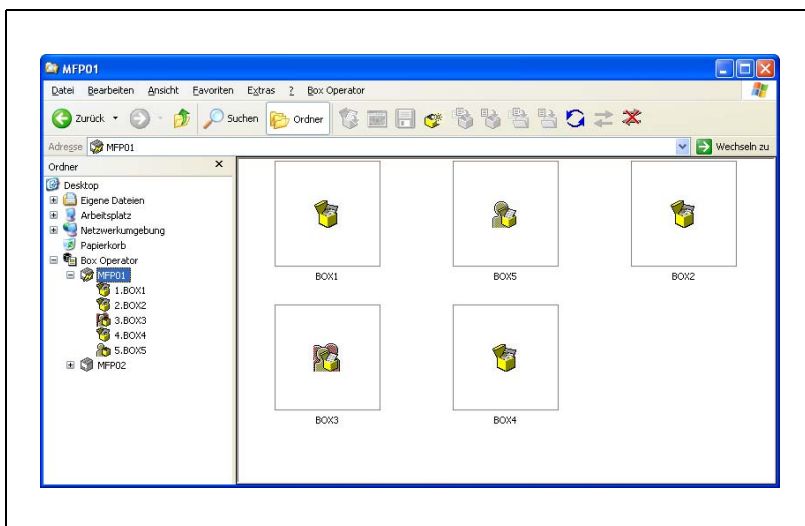 MFP01
Datei Bearbeiten Ansicht Favoriten Extras ? Box Operator
Zurück Suchen Ordner
Adresse MFP01 Wechseln zu
Ordner x
Desktop
Eigene Dateien
Arbeitsplatz
Netzwerkumgebung
Papierkorb
Box Operator
MFP01
1.BOX1
2.BOX2
3.BOX3
4.BOX4
5.BOX5
MFP02
BOX1 BOX5 BOX2
BOX3 BOX4